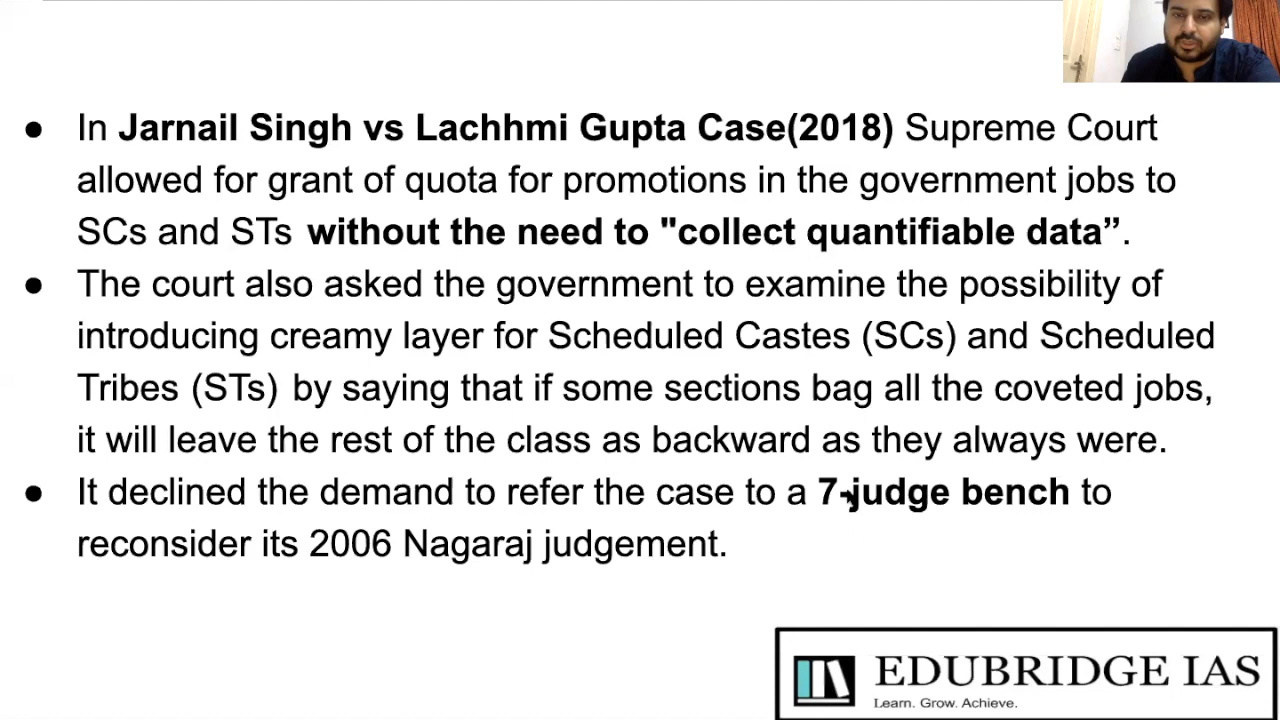 ● In Jarnail Singh vs Lachhmi Gupta Case(2018) Supreme Court
allowed for grant of quota for promotions in the government jobs to
SCs and STs without the need to "collect quantifiable data”.
● The court also asked the government to examine the possibility of
introducing creamy layer for Scheduled Castes (SCs) and Scheduled
Tribes (STs) by saying that if some sections bag all the coveted jobs,
it will leave the rest of the class as backward as they always were.
● It declined the demand to refer the case to a 7-judge bench to
reconsider its 2006 Nagaraj judgement.
EDUBRIDGE IAS
Learn. Grow. Achieve.